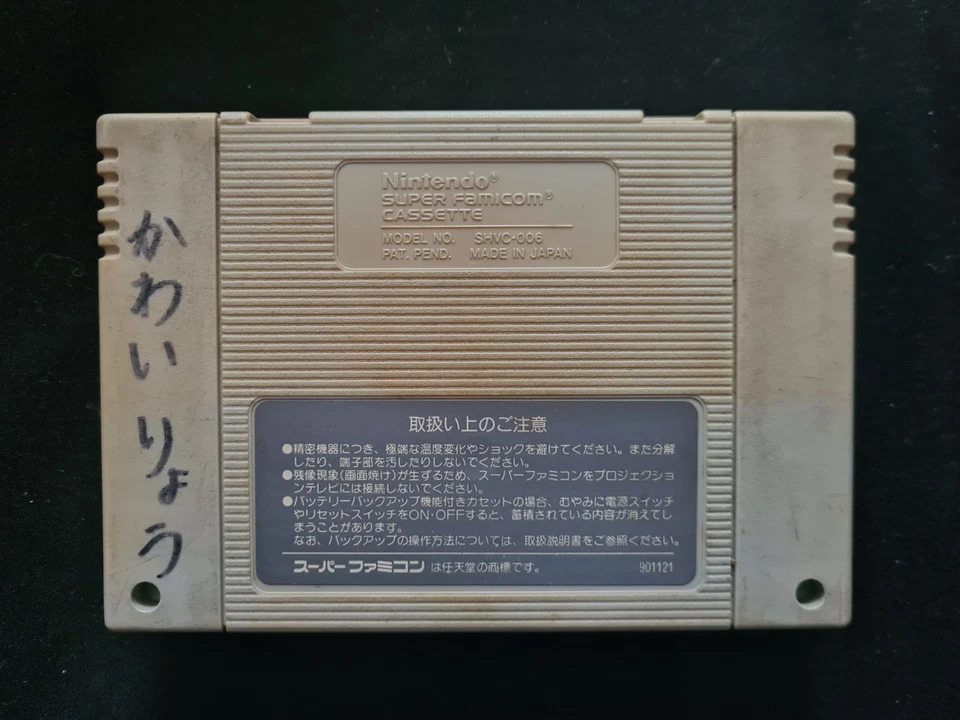 かわいりょう
Nintendo®
SUPER FAMICOM®
CASSETTE
MODEL NO. SHVC-006
PAT. PEND. MADE IN JAPAN
取扱い上のご注意
●精密機器につき、極端な温度変化やショックを避けてください。また分解
したり、端子部を汚したりしないでください。
●残像現象(画面焼け)が生ずるため、スーパーファミコンをプロジェクショ
ンテレビには接続しないでください。
●バッテリーバックアップ機能付きカセットの場合、むやみに電源スイッチ
やリセットスイッチをON・OFFすると、蓄積されている内容が消えてし
まうことがあります。
なお、バックアップの操作方法については、取扱説明書をご参照ください。
スーパーファミコン は任天堂の商標です。 901121